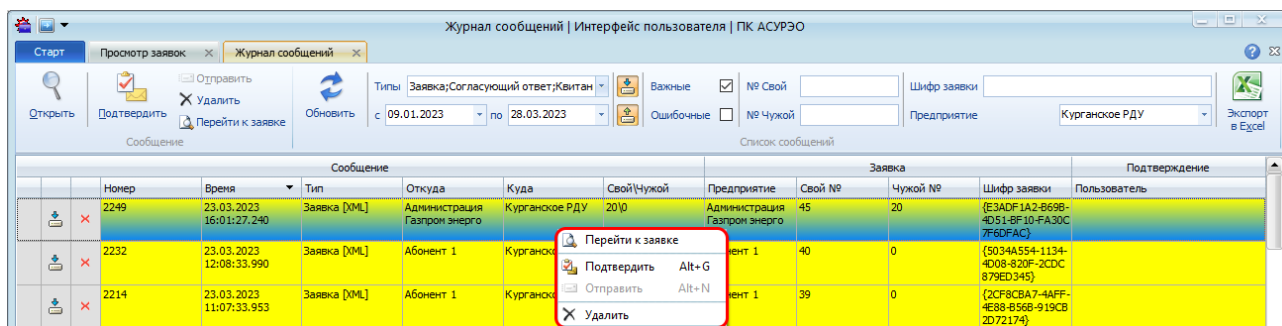 Журнал сообщений | Интерфейс пользователя | ПК АСУРЭО
Старт Просмотр заявок Журнал сообщений
Открыть
Подтвердить
Отправить
Удалить
Перейти к заявке
Сообщение
Обновить
Типы Заявка;Согласующий ответ;Квитан
с 09.01.2023 по 28.03.2023
Важные
Ошибочные
№ Свой
№ Чужой
Шифр заявки
Предприятие Курганское РДУ
Список сообщений
Экспорт
в Excel
Сообщение Заявка Подтверждение
Номер Время Тип Откуда Куда Свой\Чужой Предприятие Свой № Чужой № Шифр заявки Пользователь
2249 23.03.2023 Заявка [XML] Администрация Курганское РДУ 20\0 Администрация 45 20 {E3ADF1A2-B69B-
16:01:27.240 Газпром энерго Газпром энерго 4D51-BF10-FA30C
7F6DFAC}
2232 23.03.2023 Заявка [XML] Абонент 1 Курганс 1 40 0 {5034A554-1134-
12:08:33.990 4D08-820F-2CDC
879ED345}
2214 23.03.2023 Заявка [XML] Абонент 1 Курганс 1 39 0 {2CF8CBA7-4AFF-
11:07:33.953 4E88-B56B-919CB
2D72174}
Перейти к заявке
Подтвердить Alt+G
Отправить Alt+N
Удалить